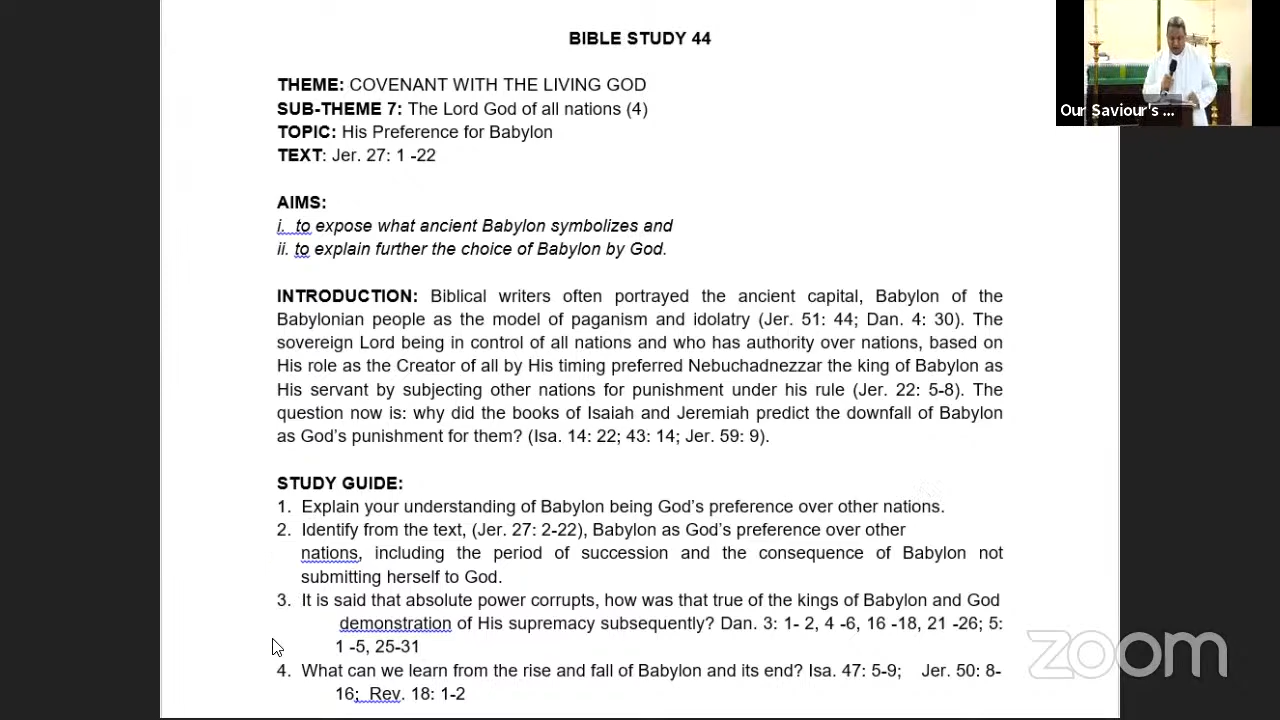 BIBLE STUDY 44
THEME: COVENANT WITH THE LIVING GOD
SUB-THEME 7: The Lord God of all nations (4)
TOPIC: His Preference for Babylon
TEXT: Jer. 27: 1 -22
AIMS:
i. to expose what ancient Babylon symbolizes and
ii. to explain further the choice of Babylon by God.
INTRODUCTION: Biblical writers often portrayed the ancient capital, Babylon of the
Babylonian people as the model of paganism and idolatry (Jer. 51: 44; Dan. 4: 30). The
sovereign Lord being in control of all nations and who has authority over nations, based on
His role as the Creator of all by His timing preferred Nebuchadnezzar the king of Babylon as
His servant by subjecting other nations for punishment under his rule (Jer. 22: 5-8). The
question now is: why did the books of Isaiah and Jeremiah predict the downfall of Babylon
as God's punishment for them? (Isa. 14: 22; 43: 14; Jer. 59: 9).
STUDY GUIDE:
1. Explain your understanding of Babylon being God's preference over other nations.
2. Identify from the text, (Jer. 27: 2-22), Babylon as God's preference over other
nations, including the period of succession and the consequence of Babylon not
submitting herself to God.
3. It is said that absolute power corrupts, how was that true of the kings of Babylon and God
demonstration of His supremacy subsequently? Dan. 3: 1- 2, 4 -6, 16 -18, 21 -26; 5:
1 -5, 25-31
4. What can we learn from the rise and fall of Babylon and its end? Isa. 47: 5-9; Jer. 50: 8-
16; Rev. 18: 1-2
Our Saviour's ...
zoom